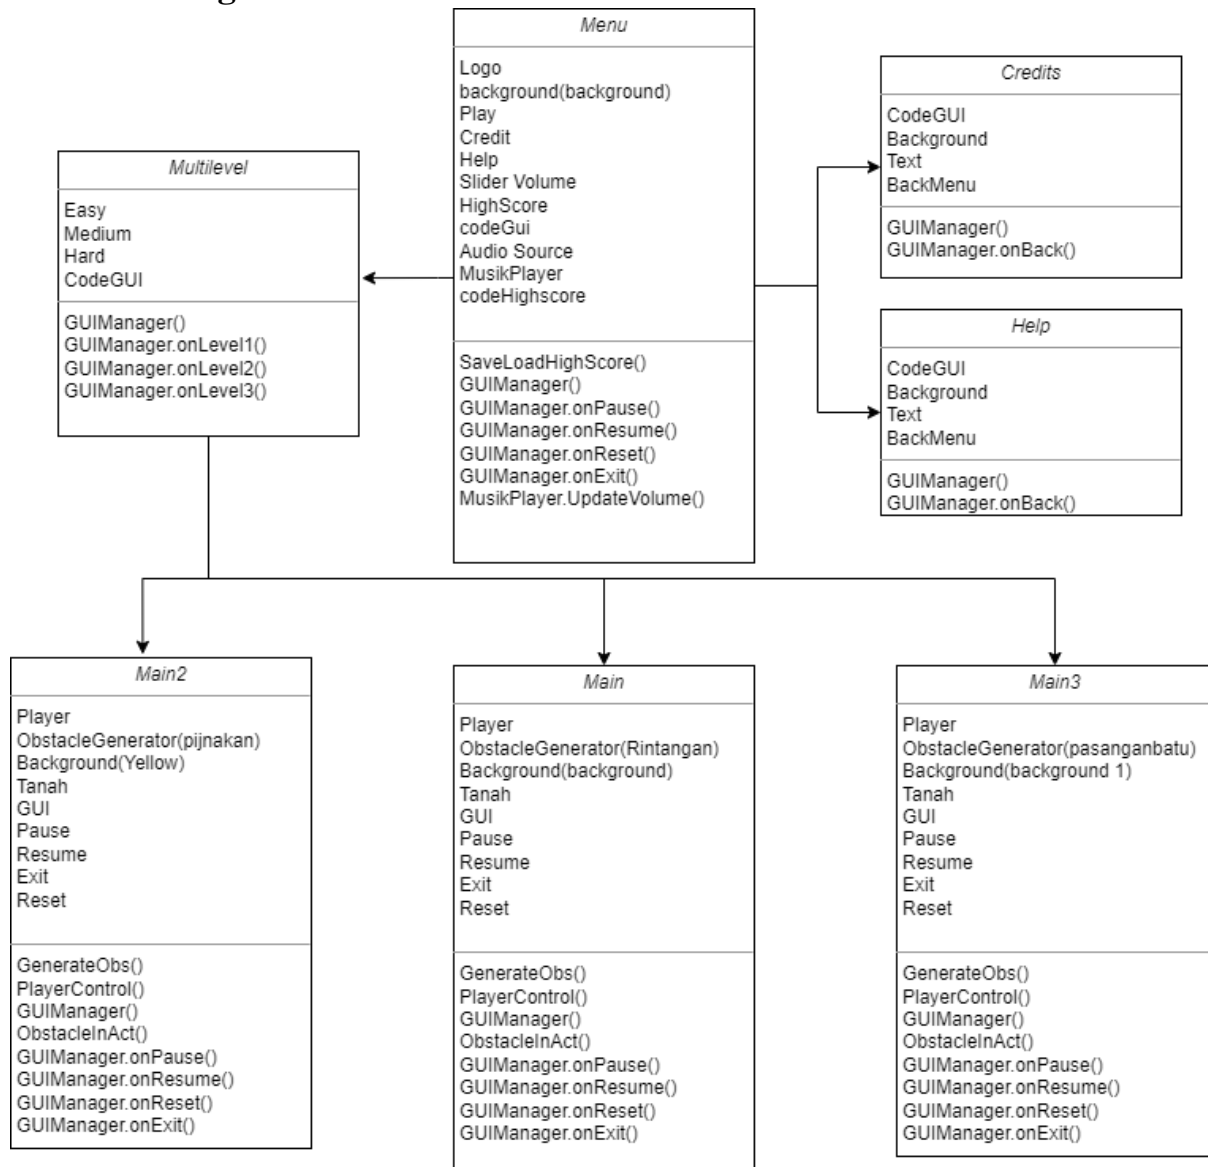 Menu
Logo
background(background)
Play
Credit
Help
Slider Volume
HighScore
codeGui
Audio Source
MusikPlayer
codeHighscore
SaveLoadHighScore()
GUIManager()
GUIManager.onPause()
GUIManager.onResume()
GUIManager.onReset()
GUIManager.onExit()
MusikPlayer.UpdateVolume()
Credits
CodeGUI
Background
Text
BackMenu
GUIManager()
GUIManager.onBack()
Multilevel
Easy
Medium
Hard
CodeGUI
GUIManager()
GUIManager.onLevel1()
GUIManager.onLevel2()
GUIManager.onLevel3()
Help
CodeGUI
Background
Text
BackMenu
GUIManager()
GUIManager.onBack()
Main2
Player
ObstacleGenerator(pijnakan)
Background(Yellow)
Tanah
GUI
Pause
Resume
Exit
Reset
GenerateObs()
PlayerControl()
GUIManager()
ObstacleInAct()
GUIManager.onPause()
GUIManager.onResume()
GUIManager.onReset()
GUIManager.onExit()
Main
Player
ObstacleGenerator(Rintangan)
Background(background)
Tanah
GUI
Pause
Resume
Exit
Reset
GenerateObs()
PlayerControl()
GUIManager()
ObstacleInAct()
GUIManager.onPause()
GUIManager.onResume()
GUIManager.onReset()
GUIManager.onExit()
Main3
Player
ObstacleGenerator(pasanganbatu)
Background(background 1)
Tanah
GUI
Pause
Resume
Exit
Reset
GenerateObs()
PlayerControl()
GUIManager()
ObstacleInAct()
GUIManager.onPause()
GUIManager.onResume()
GUIManager.onReset()
GUIManager.onExit()